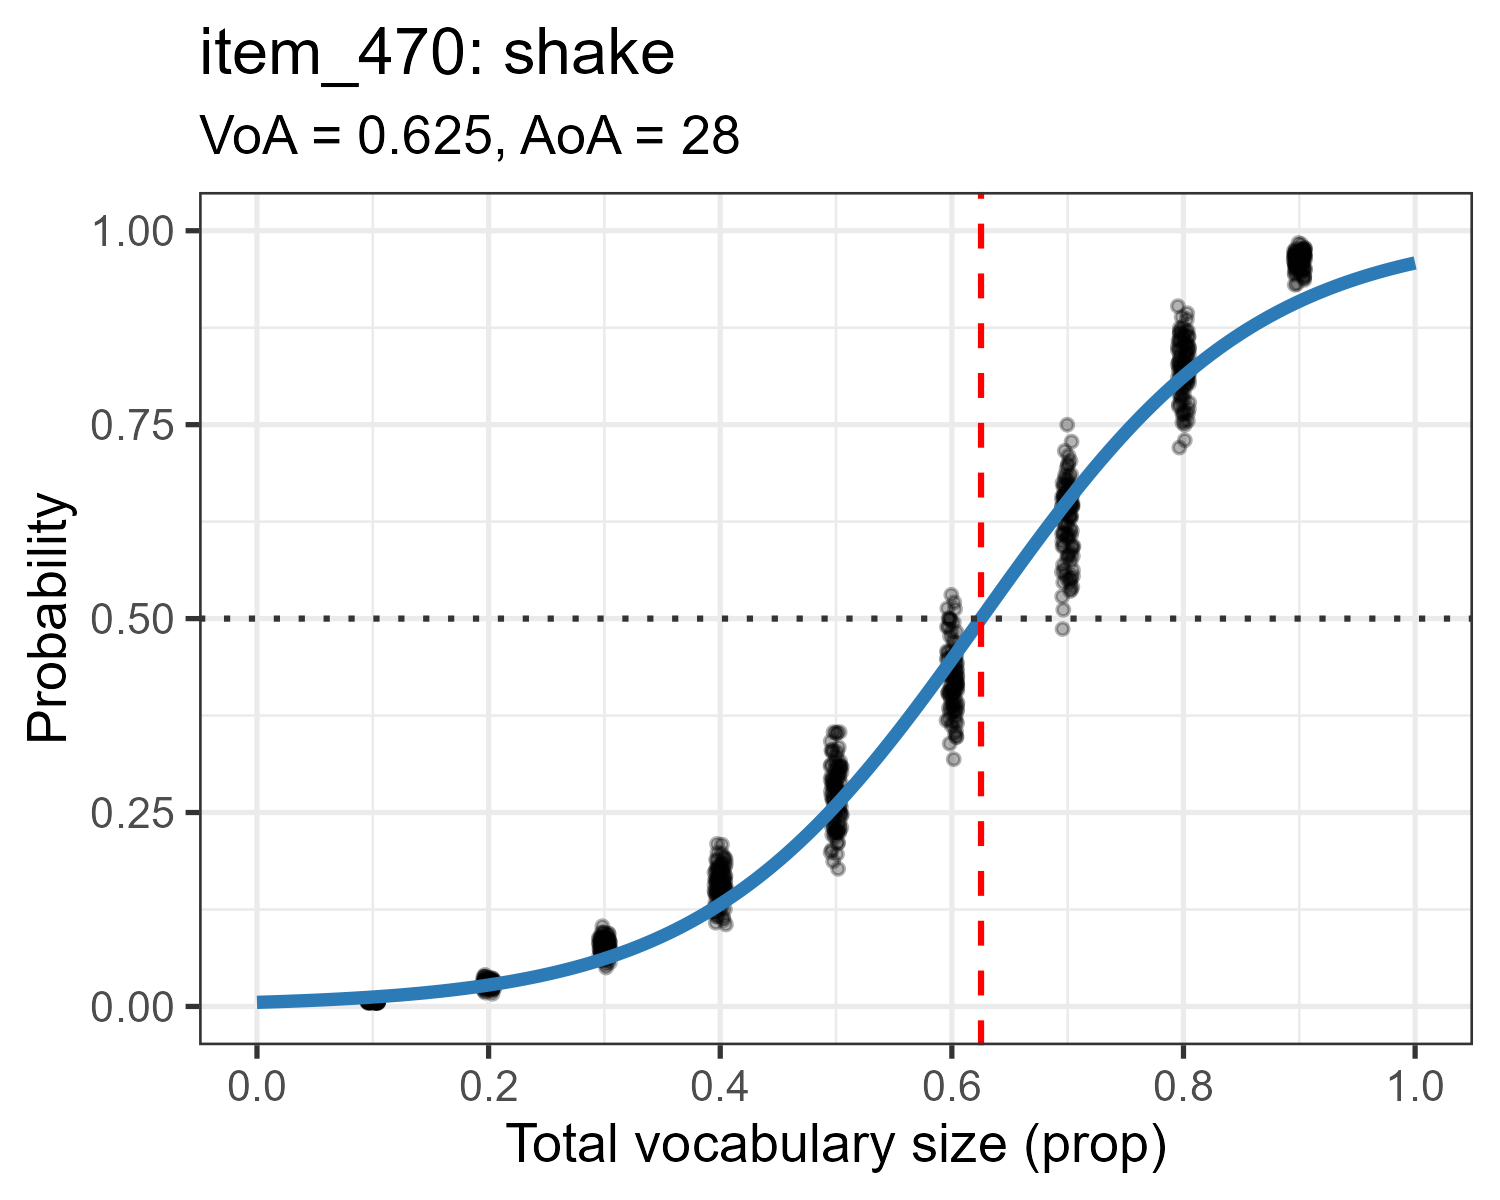 item_470: shake
VoA = 0.625, AoA = 28
1.00
0.75
0.50
0.25
0.00
Probability
0.0 0.2 0.4 0.6 0.8 1.0
Total vocabulary size (prop)